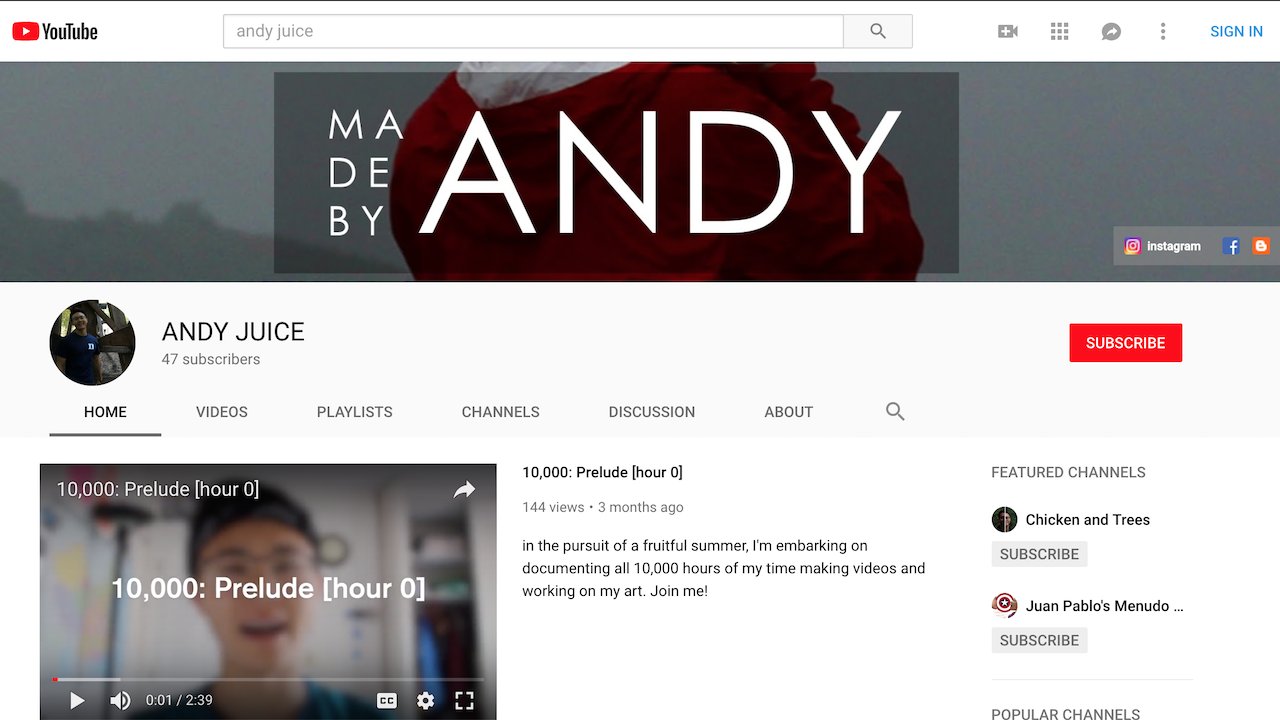 YouTube
andy juice
SIGN IN
MA
DE
BY
ANDY
instagram
ANDY JUICE
47 subscribers
SUBSCRIBE
HOME
VIDEOS
PLAYLISTS
CHANNELS
DISCUSSION
ABOUT
10,000: Prelude [hour 0]
10,000: Prelude [hour 0]
0:01 / 2:39
CC
10,000: Prelude [hour 0]
144 views • 3 months ago
in the pursuit of a fruitful summer, I'm embarking on
documenting all 10,000 hours of my time making videos and
working on my art. Join me!
FEATURED CHANNELS
Chicken and Trees
SUBSCRIBE
Juan Pablo's Menudo ...
SUBSCRIBE
POPULAR CHANNELS